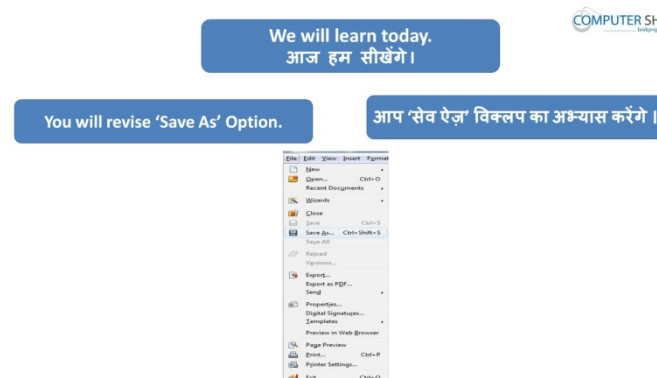 COMPUTER SH
We will learn today.
आज हम सीखेंगे।
You will revise 'Save As' Option.
आप 'सेव ऐज़' विक्लप का अभ्यास करेंगे ।
File Edit View Insert Format
New
Open... Ctrl+O
Recent Documents
Wizards
Close
Save Ctrl+S
Save As... Ctrl+Shift+S
Save All
Reload
Versions...
Export...
Export as PDF...
Send
Properties...
Digital Signatures...
Templates
Preview in Web Browser
Page Preview
Print... Ctrl+P
Printer Settings...
Exit Ctrl+Q